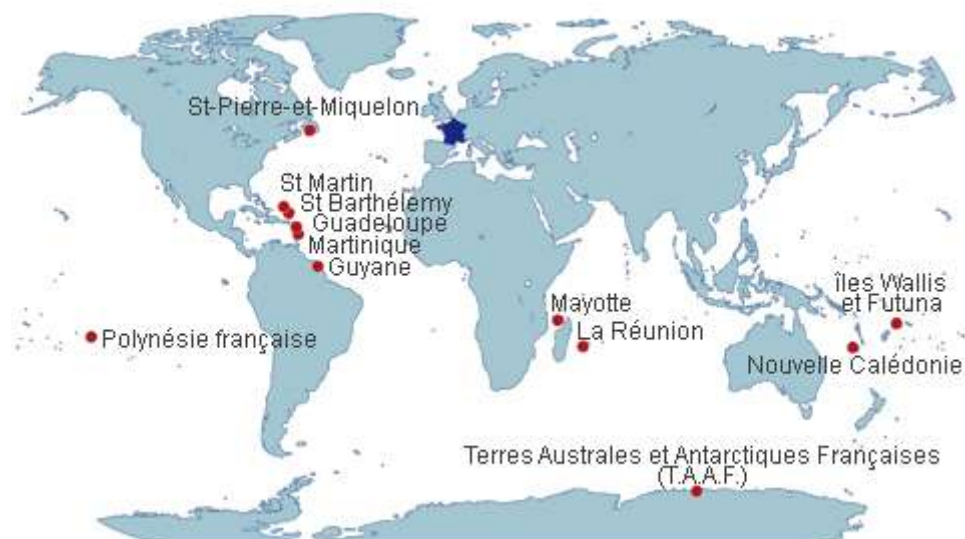 St-Pierre-et-Miquelon
St Martin
St Barthélemy
Guadeloupe
Martinique
Guyane
îles Wallis
et Futuna
Mayotte
La Réunion
Polynésie française
Nouvelle Calédonie
Terres Australes et Antarctiques Françaises
(T.A.A.F.)